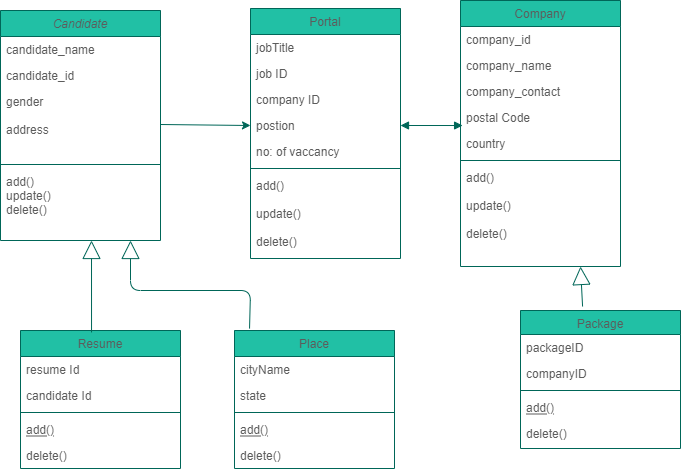 Candidate
candidate_name
candidate_id
gender
address
add()
update()
delete()
Portal
jobTitle
job ID
company ID
postion
no: of vaccancy
add()
update()
delete()
Company
company_id
company_name
company_contact
postal Code
country
add()
update()
delete()
Resume
resume Id
candidate Id
add()
delete()
Place
cityName
state
add()
delete()
Package
packageID
companyID
add()
delete()